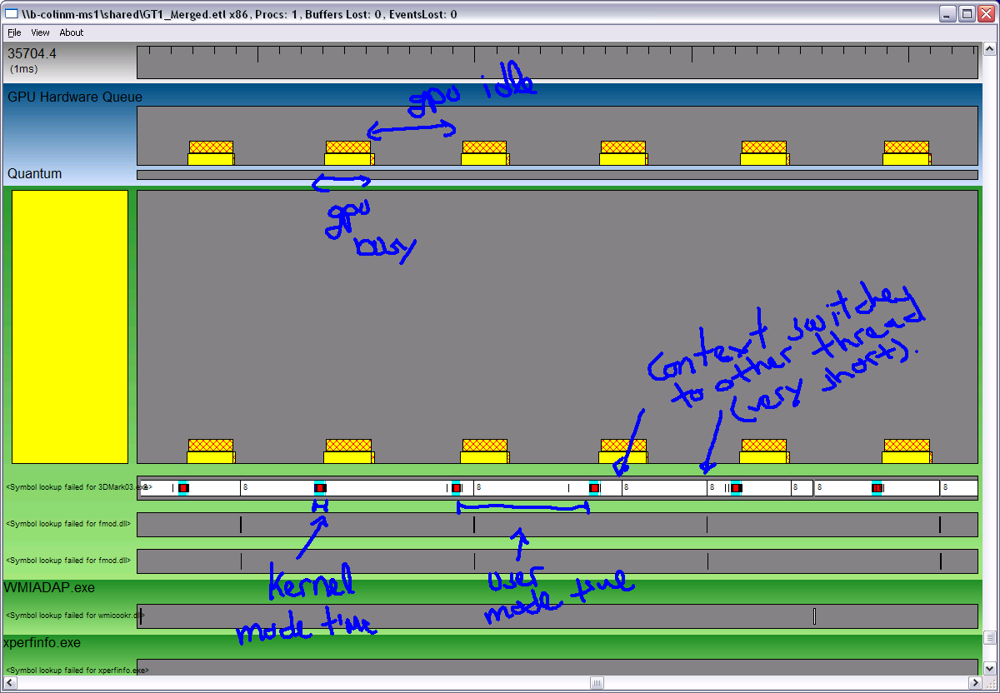 \\b-colinm-ms1\shared\GT1_Merged.etl x86, Procs: 1, Buffers Lost: 0, EventsLost: 0
File View About
35704.4
(1ms)
gpu idle
GPU Hardware Queue
Quantum
gpu
busy
Context switches
to other threads
(very short).
<Symbol lookup failed for 3DMark03.exe>
8 8 8 8 8 8 8 8
<Symbol lookup failed for fmod.dll>
<Symbol lookup failed for fmod.dll>
Kernel
mode time
User
mode time
WMIADAP.exe
<Symbol lookup failed for wmicookr.dll>
xperfinfo.exe
<Symbol lookup failed for xperfinfo.exe>